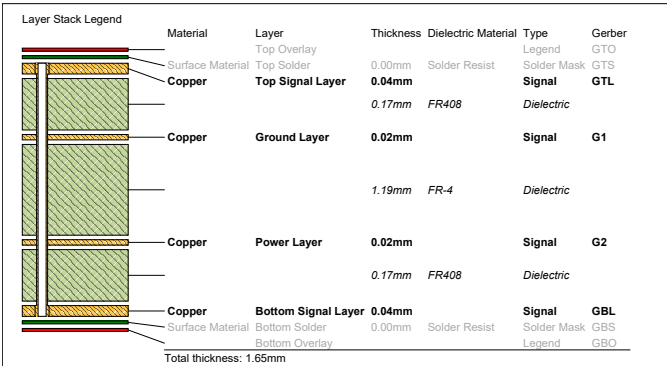 Layer Stack Legend
Material Layer Thickness Dielectric Material Type Gerber
Top Overlay Legend GTO
Surface Material Top Solder 0.00mm Solder Resist Solder Mask GTS
Copper Top Signal Layer 0.04mm Signal GTL
0.17mm FR408 Dielectric
Copper Ground Layer 0.02mm Signal G1
1.19mm FR-4 Dielectric
Copper Power Layer 0.02mm Signal G2
0.17mm FR408 Dielectric
Copper Bottom Signal Layer 0.04mm Signal GBL
Surface Material Bottom Solder 0.00mm Solder Resist Solder Mask GBS
Bottom Overlay Legend GBO
Total thickness: 1.65mm